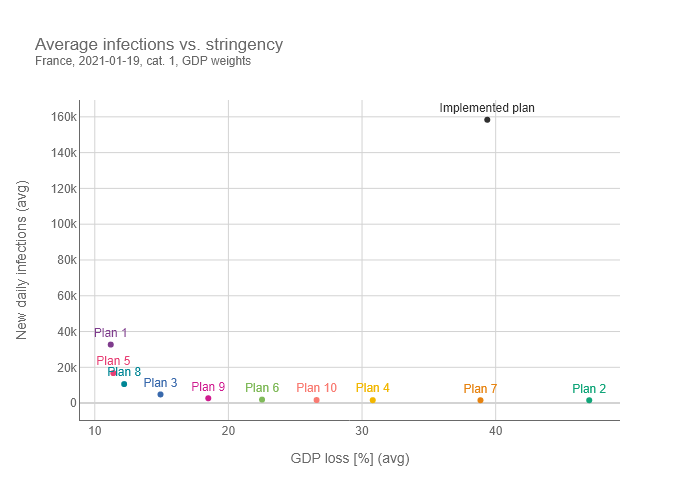 Average infections vs. stringency
France, 2021-01-19, cat. 1, GDP weights
Implemented plan
160k
140k
120k
100k
80k
60k
40k
20k
0
New daily infections (avg)
Plan 1
Plan 5
Plan 8
Plan 3
Plan 9
Plan 6
Plan 10
Plan 4
Plan 7
Plan 2
10
20
30
40
GDP loss [%] (avg)